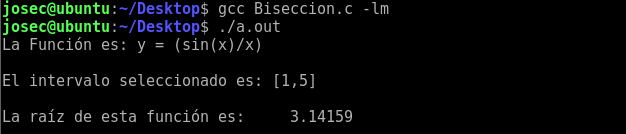 josec@ubuntu:~/Desktop$ gcc Biseccion.c -lm
josec@ubuntu:~/Desktop$ ./a.out
La Función es: y = (sin(x)/x)
El intervalo seleccionado es: [1,5]
La raíz de esta función es:     3.14159